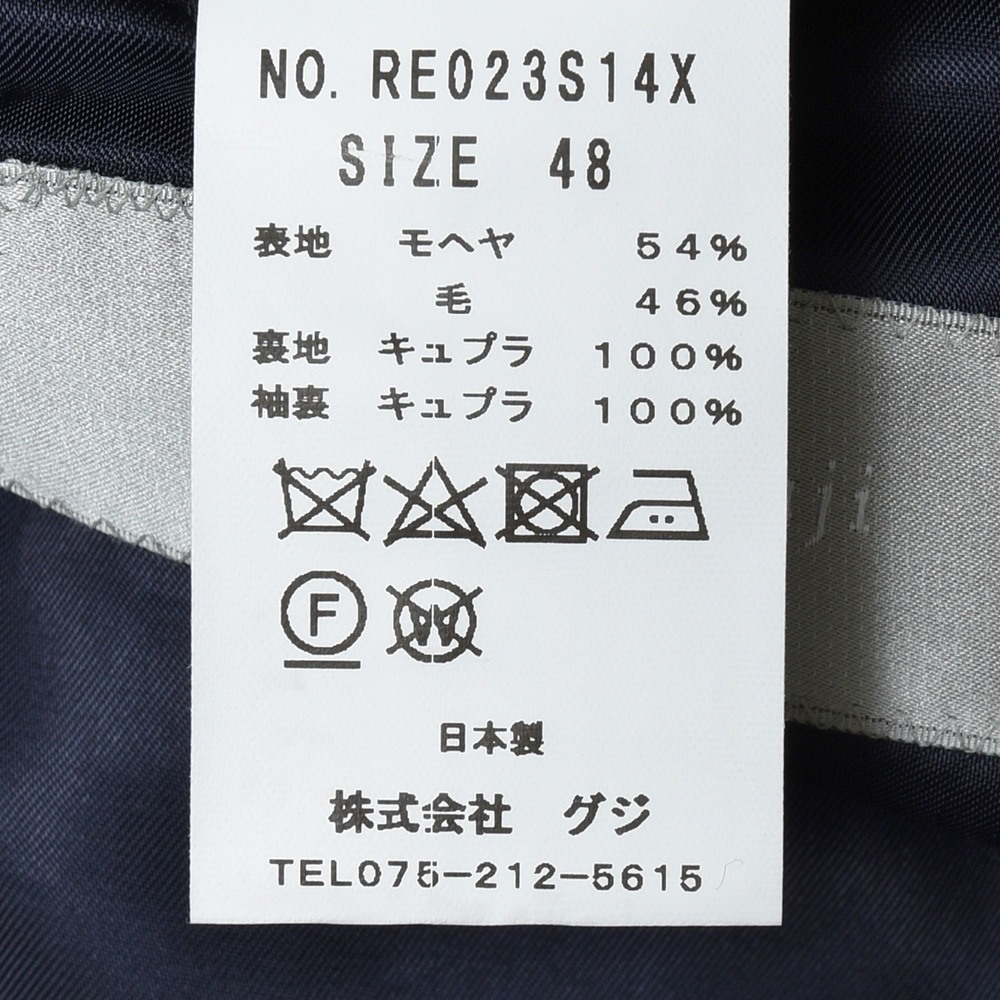 NO. RE023S14X
SIZE 48
表地 モヘヤ 54%
毛 46%
裏地 キュプラ 100%
袖裏 キュプラ 100%
F
W
日本製
株式会社 グジ
TEL075-212-5615